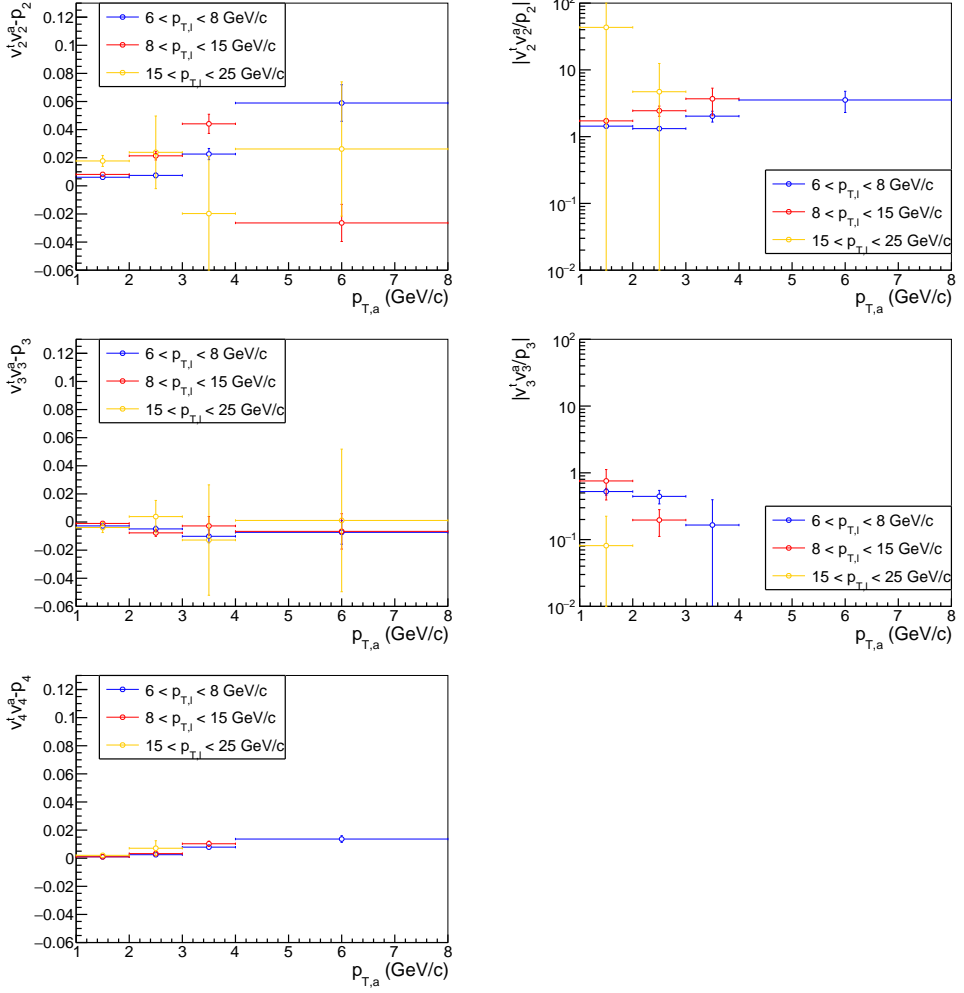 v₂ᵗv₂ᵃ-p₂
0.12
0.1
0.08
0.06
0.04
0.02
0
−0.02
−0.04
−0.06
6 < p_T,l < 8 GeV/c
8 < p_T,l < 15 GeV/c
15 < p_T,l < 25 GeV/c
1 2 3 4 5 6 7 8
p_T,a (GeV/c)
|v₂ᵗv₂ᵃ/p₂|
10²
10
1
10⁻¹
10⁻²
6 < p_T,l < 8 GeV/c
8 < p_T,l < 15 GeV/c
15 < p_T,l < 25 GeV/c
1 2 3 4 5 6 7 8
p_T,a (GeV/c)
v₃ᵗv₃ᵃ-p₃
0.12
0.1
0.08
0.06
0.04
0.02
0
−0.02
−0.04
−0.06
6 < p_T,l < 8 GeV/c
8 < p_T,l < 15 GeV/c
15 < p_T,l < 25 GeV/c
1 2 3 4 5 6 7 8
p_T,a (GeV/c)
|v₃ᵗv₃ᵃ/p₃|
10²
10
1
10⁻¹
10⁻²
6 < p_T,l < 8 GeV/c
8 < p_T,l < 15 GeV/c
15 < p_T,l < 25 GeV/c
1 2 3 4 5 6 7 8
p_T,a (GeV/c)
v₄ᵗv₄ᵃ-p₄
0.12
0.1
0.08
0.06
0.04
0.02
0
−0.02
−0.04
−0.06
6 < p_T,l < 8 GeV/c
8 < p_T,l < 15 GeV/c
15 < p_T,l < 25 GeV/c
1 2 3 4 5 6 7 8
p_T,a (GeV/c)